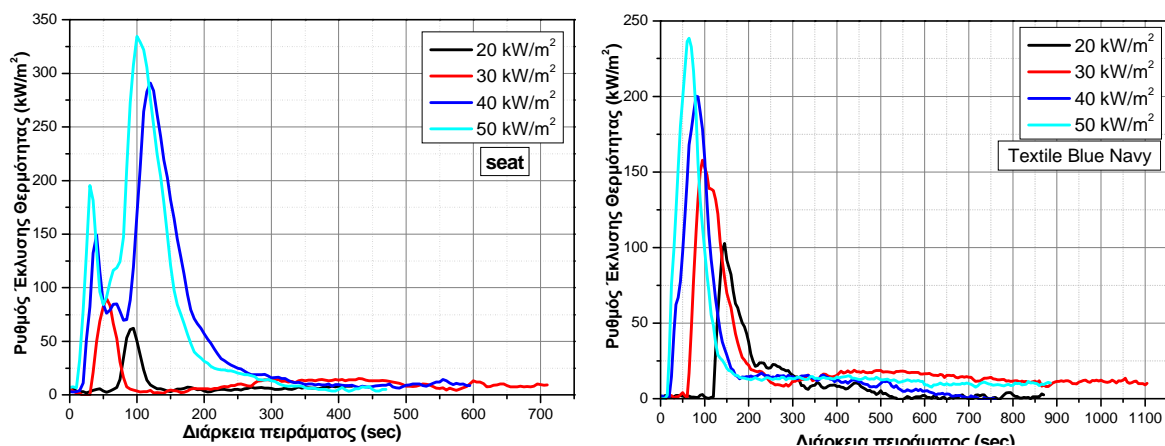 Ρυθμός Έκλυσης Θερμότητας (kW/m²)
350
300
250
200
150
100
50
0
0 100 200 300 400 500 600 700
Διάρκεια πειράματος (sec)
20 kW/m²
30 kW/m²
40 kW/m²
50 kW/m²
seat
Ρυθμός Έκλυσης Θερμότητας (kW/m²)
250
200
150
100
50
0
0 100 200 300 400 500 600 700 800 900 1000 1100
Διάρκεια πειράματος (sec)
20 kW/m²
30 kW/m²
40 kW/m²
50 kW/m²
Textile Blue Navy